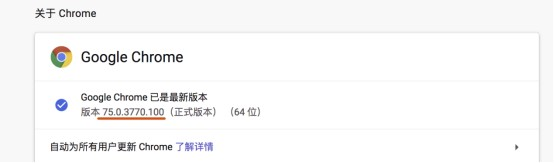 关于 Chrome
Google Chrome
Google Chrome 已是最新版本
版本 75.0.3770.100（正式版本） （64 位）
自动为所有用户更新 Chrome 了解详情